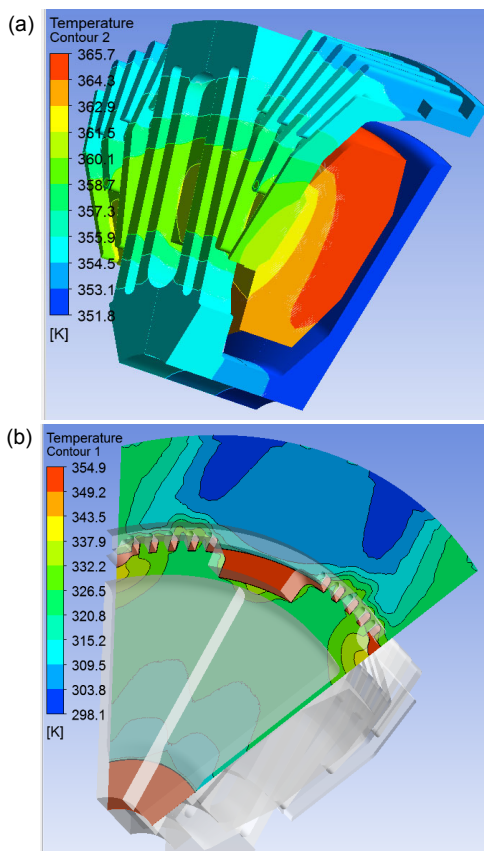 (a)
Temperature
Contour 2
365.7
364.3
362.9
361.5
360.1
358.7
357.3
355.9
354.5
353.1
351.8
[K]
(b)
Temperature
Contour 1
354.9
349.2
343.5
337.9
332.2
326.5
320.8
315.2
309.5
303.8
298.1
[K]